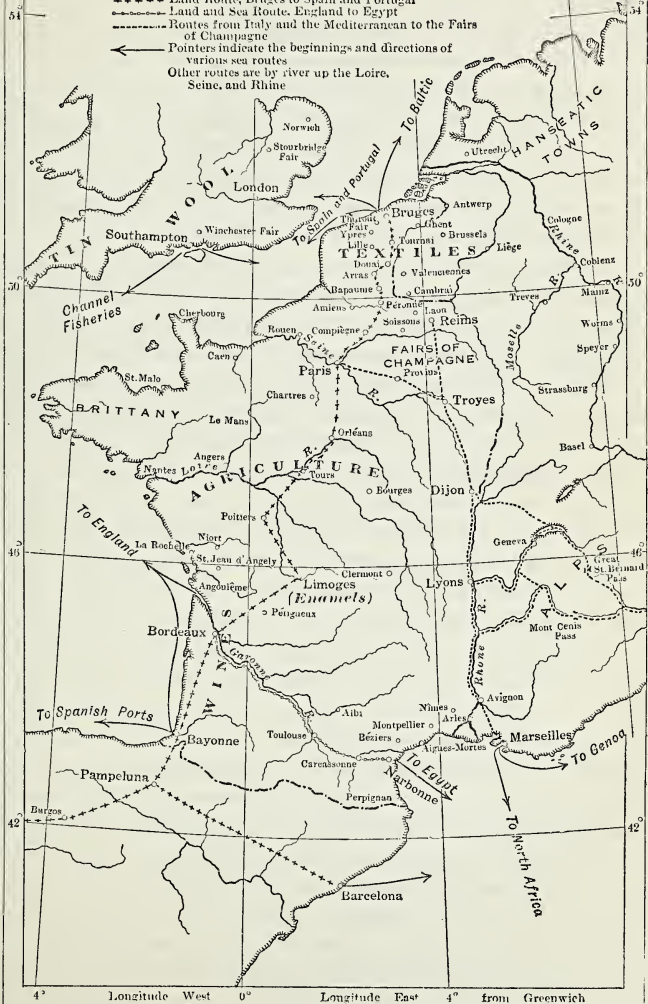 Land Route, Bruges to Spain and Portugal
Land and Sea Route, England to Egypt
Routes from Italy and the Mediterranean to the Fairs
of Champagne
Pointers indicate the beginnings and directions of
various sea routes
Other routes are by river up the Loire,
Seine, and Rhine
54°
54°
To Baltic
HANSEATIC
TOWNS
Norwich
Stourbridge
Fair
Utrecht
London
WOOL
TIN
To Spain and Portugal
Southampton
Winchester Fair
Thurout
Fair
Bruges
Antwerp
Ghent
Ypres
Brussels
Cologne
Rhine
Lille
Tournai
TEXTILES
Liége
Douai
Coblenz
Arras
Valenciennes
50°
50°
Bapaume
Cambrai
Treves
R.
Mainz
R.
Channel
Fisheries
Cherbourg
Amiens
Péronne
Laon
Rouen
Compiègne
Soissons
Reims
Moselle
Worms
Caen
Seine
FAIRS OF
CHAMPAGNE
Speyer
Paris
Provins
St.Malo
R.
Strassburg
BRITTANY
Chartres
Troyes
Le Mans
Orléans
Basel
Angers
R.
Nantes
Loire
Tours
AGRICULTURE
Bourges
Dijon
Poitiers
To England
46°
46°
La Rochelle
Niort
Geneva
St.Jean d'Angely
Great
St.Bernard
Pass
Clermont
Lyons
ALPS
Angoulême
Limoges
(Enamels)
R.
Périgueux
Mont Cenis
Pass
Bordeaux
WINES
Garonne
Rhone
Avignon
To Spanish Ports
R.
Albi
Nîmes
Arles
Montpellier
Bayonne
Toulouse
Béziers
Aigues-Mortes
Marseilles
Carcassonne
To Egypt
To Genoa
Pampeluna
Narbonne
Perpignan
Burgos
42°
42°
To North Africa
Barcelona
4°
Longitude West
0°
Longitude East
4°
from Greenwich